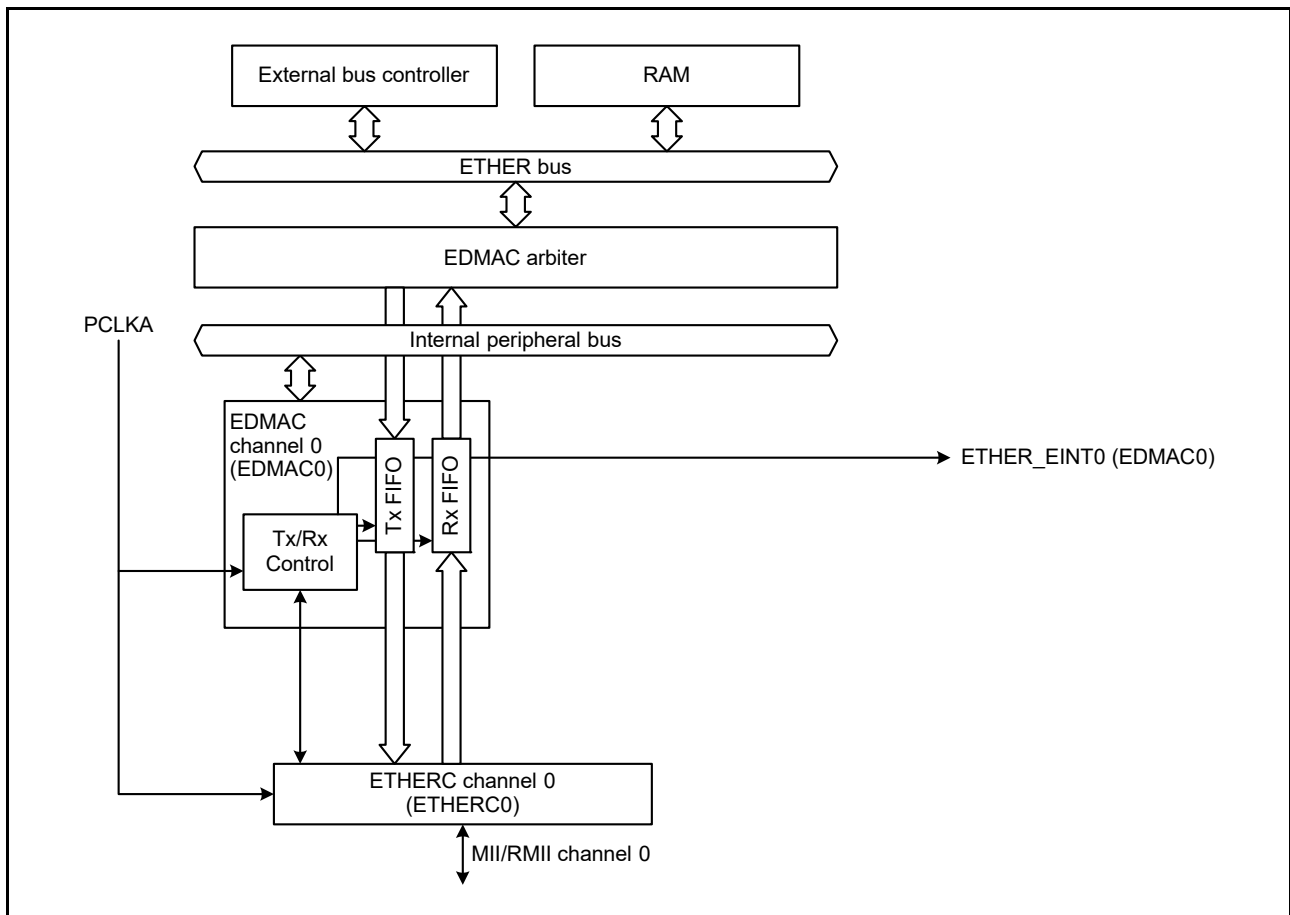 External bus controller
RAM
ETHER bus
EDMAC arbiter
PCLKA
Internal peripheral bus
EDMAC
channel 0
(EDMAC0)
Tx FIFO
Rx FIFO
ETHER_EINT0 (EDMAC0)
Tx/Rx
Control
ETHERC channel 0
(ETHERC0)
MII/RMII channel 0